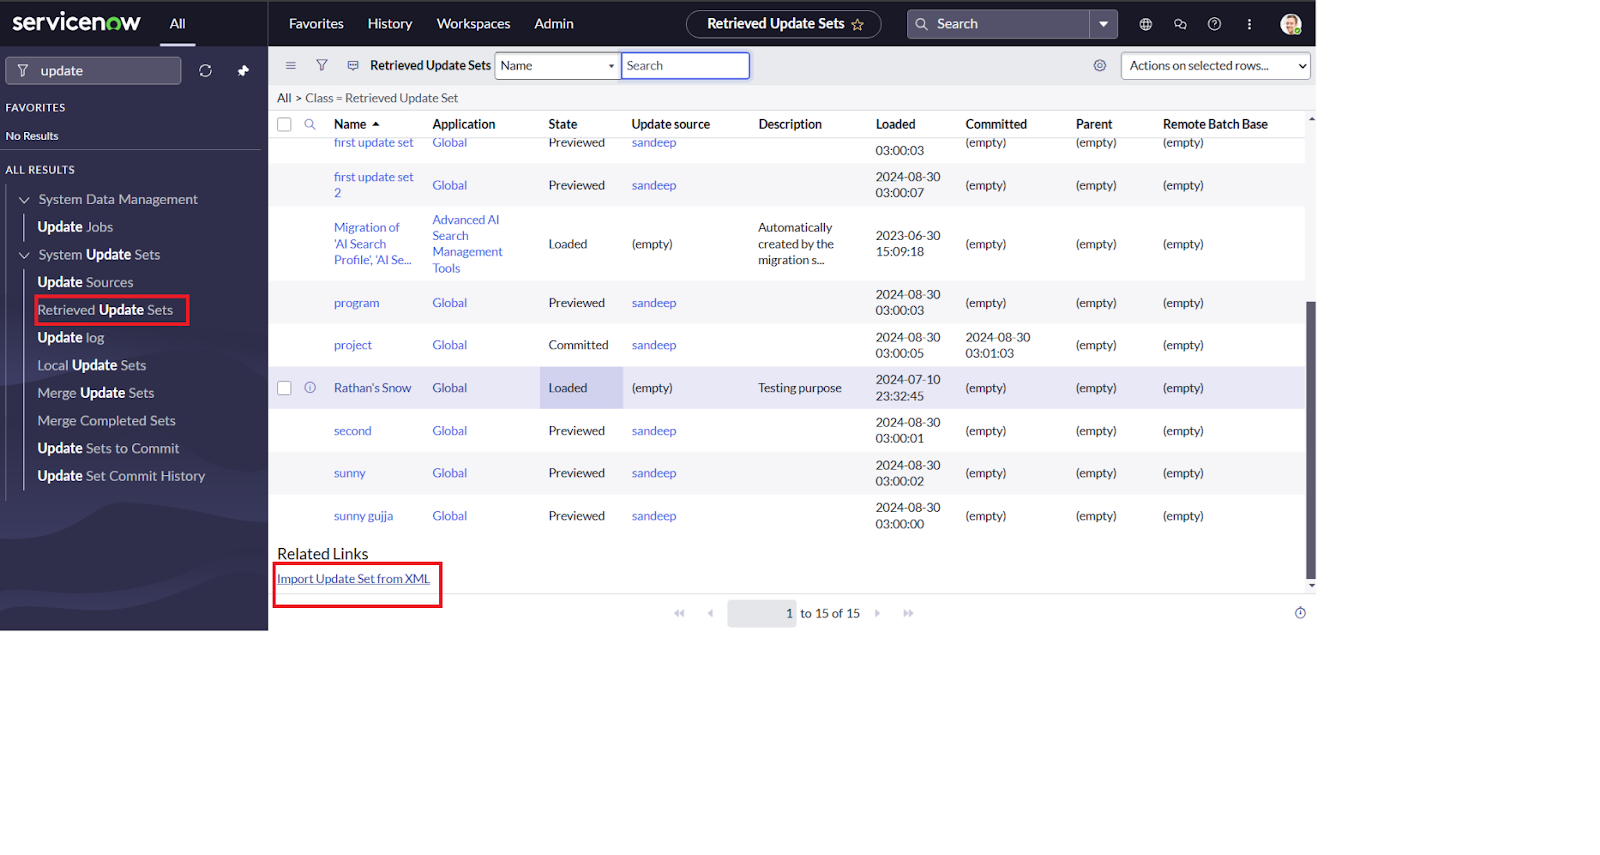 servicenow
All
Favorites
History
Workspaces
Admin
Retrieved Update Sets
Search
update
FAVORITES
No Results
ALL RESULTS
System Data Management
Update Jobs
System Update Sets
Update Sources
Retrieved Update Sets
Update log
Local Update Sets
Merge Update Sets
Merge Completed Sets
Update Sets to Commit
Update Set Commit History
Retrieved Update Sets
Name
Search
Actions on selected rows...
All > Class = Retrieved Update Set
Name Application State Update source Description Loaded Committed Parent Remote Batch Base
first update set Global Previewed sandeep 03:00:03 (empty) (empty) (empty)
first update set
2
Global
Previewed
sandeep
2024-08-30
03:00:07
(empty)
(empty)
(empty)
Migration of
'AI Search
Profile', 'AI Se...
Advanced AI
Search
Management
Tools
Loaded
(empty)
Automatically
created by the
migration s...
2023-06-30
15:09:18
(empty)
(empty)
(empty)
program
Global
Previewed
sandeep
2024-08-30
03:00:03
(empty)
(empty)
(empty)
project
Global
Committed
sandeep
2024-08-30
03:00:05
2024-08-30
03:01:03
(empty)
(empty)
Rathan's Snow
Global
Loaded
(empty)
Testing purpose
2024-07-10
23:32:45
(empty)
(empty)
(empty)
second
Global
Previewed
sandeep
2024-08-30
03:00:01
(empty)
(empty)
(empty)
sunny
Global
Previewed
sandeep
2024-08-30
03:00:02
(empty)
(empty)
(empty)
sunny gujja
Global
Previewed
sandeep
2024-08-30
03:00:00
(empty)
(empty)
(empty)
Related Links
Import Update Set from XML
1 to 15 of 15